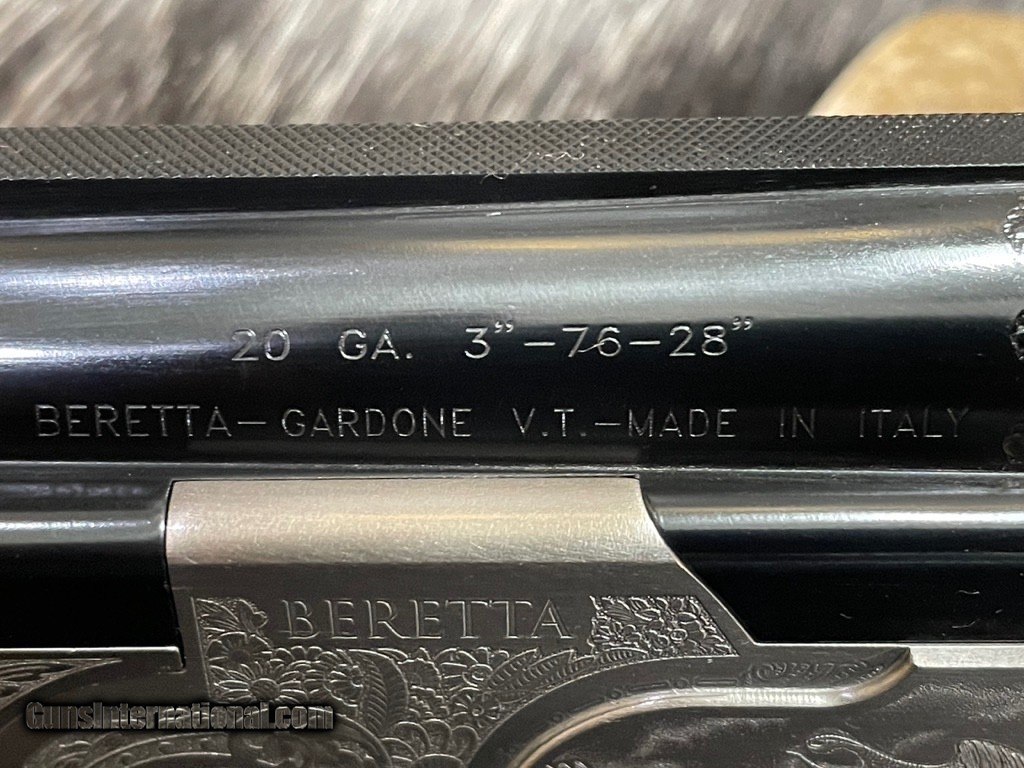 20 GA. 3"-76-28"
BERETTA-GARDONE V.T.-MADE IN ITALY
BERETTA
GunsInternational.com